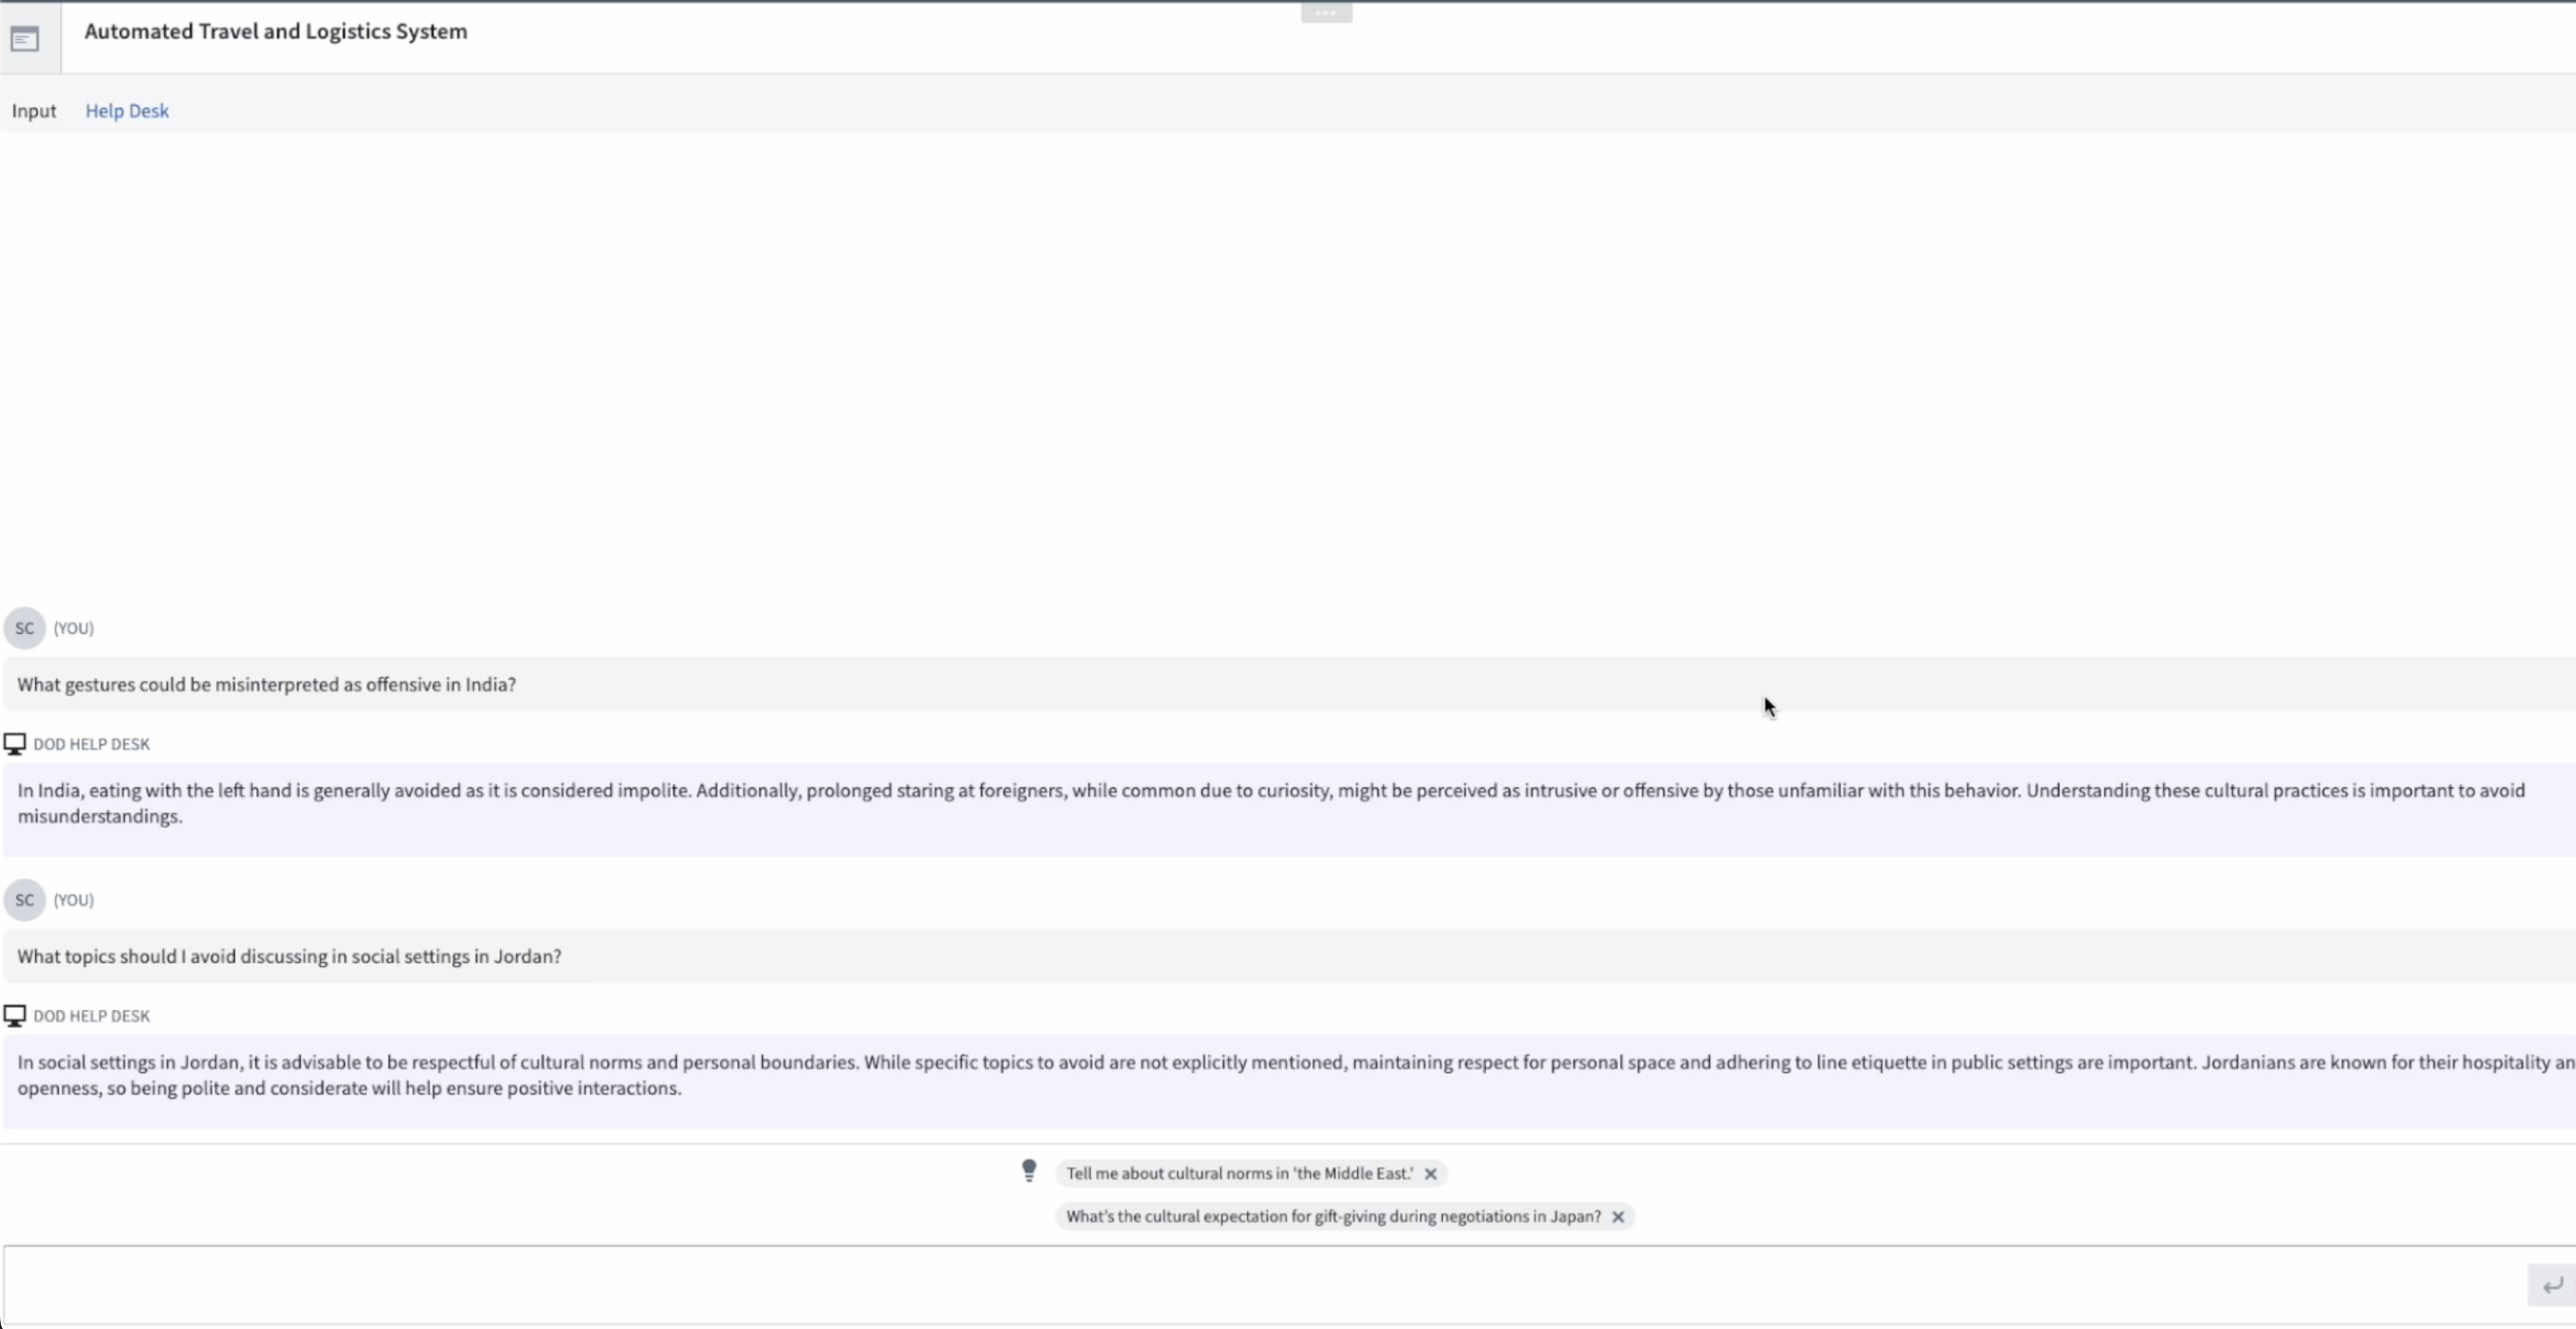 Automated Travel and Logistics System
Input Help Desk
SC (YOU)
What gestures could be misinterpreted as offensive in India?
DOD HELP DESK
In India, eating with the left hand is generally avoided as it is considered impolite. Additionally, prolonged staring at foreigners, while common due to curiosity, might be perceived as intrusive or offensive by those unfamiliar with this behavior. Understanding these cultural practices is important to avoid
misunderstandings.
SC (YOU)
What topics should I avoid discussing in social settings in Jordan?
DOD HELP DESK
In social settings in Jordan, it is advisable to be respectful of cultural norms and personal boundaries. While specific topics to avoid are not explicitly mentioned, maintaining respect for personal space and adhering to line etiquette in public settings are important. Jordanians are known for their hospitality an
openness, so being polite and considerate will help ensure positive interactions.
Tell me about cultural norms in 'the Middle East.'
What's the cultural expectation for gift-giving during negotiations in Japan?